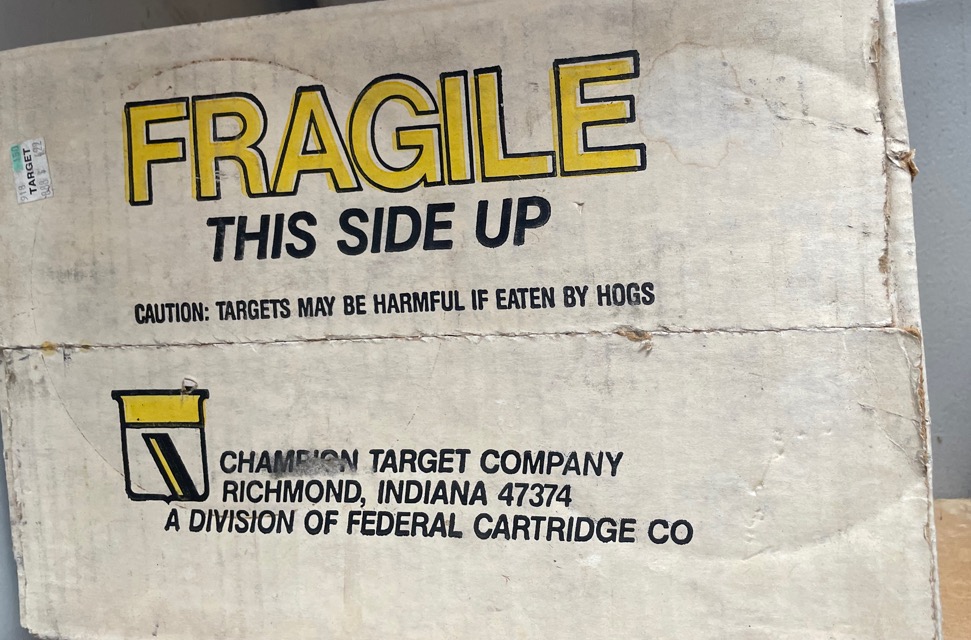 FRAGILE
THIS SIDE UP
TARGET
CAUTION: TARGETS MAY BE HARMFUL IF EATEN BY HOGS
CHAMPION TARGET COMPANY
RICHMOND, INDIANA 47374
A DIVISION OF FEDERAL CARTRIDGE CO